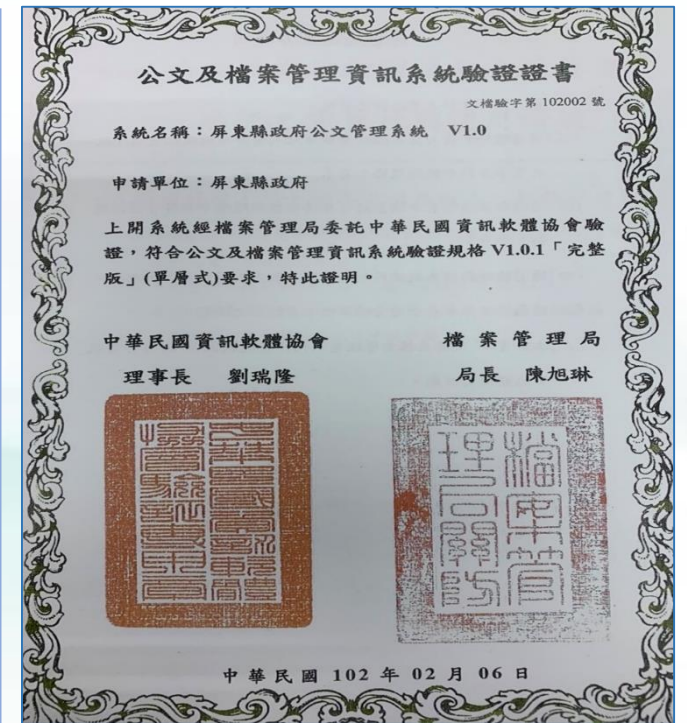 公文及檔案管理資訊系統驗證證書
文檔驗字第 102002 號
系統名稱：屏東縣政府公文管理系統 V1.0
申請單位：屏東縣政府
上開系統經檔案管理局委託中華民國資訊軟體協會驗
證，符合公文及檔案管理資訊系統驗證規格 V1.0.1「完整
版」(單層式)要求，特此證明。
中華民國資訊軟體協會
理事長 劉瑞隆
檔案管理局
局長 陳旭琳
檔案管
理局關防
中華民國 102 年 02 月 06 日